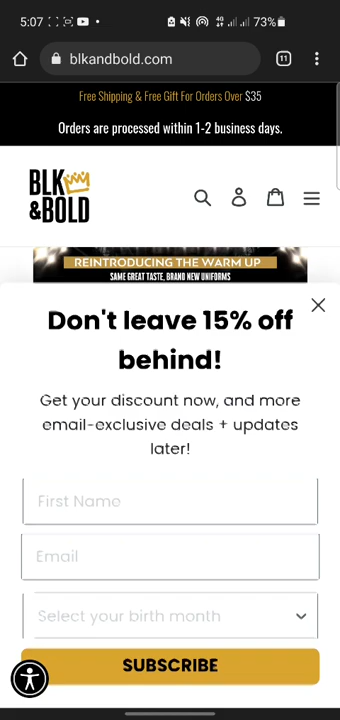 5:07
4G
73%
blkandbold.com
11
Free Shipping & Free Gift For Orders Over $35
Orders are processed within 1-2 business days.
BLK
&BOLD
REINTRODUCING THE WARM UP
SAME GREAT TASTE, BRAND NEW UNIFORMS
Don't leave 15% off
behind!
Get your discount now, and more
email-exclusive deals + updates
later!
First Name
Email
Select your birth month
SUBSCRIBE